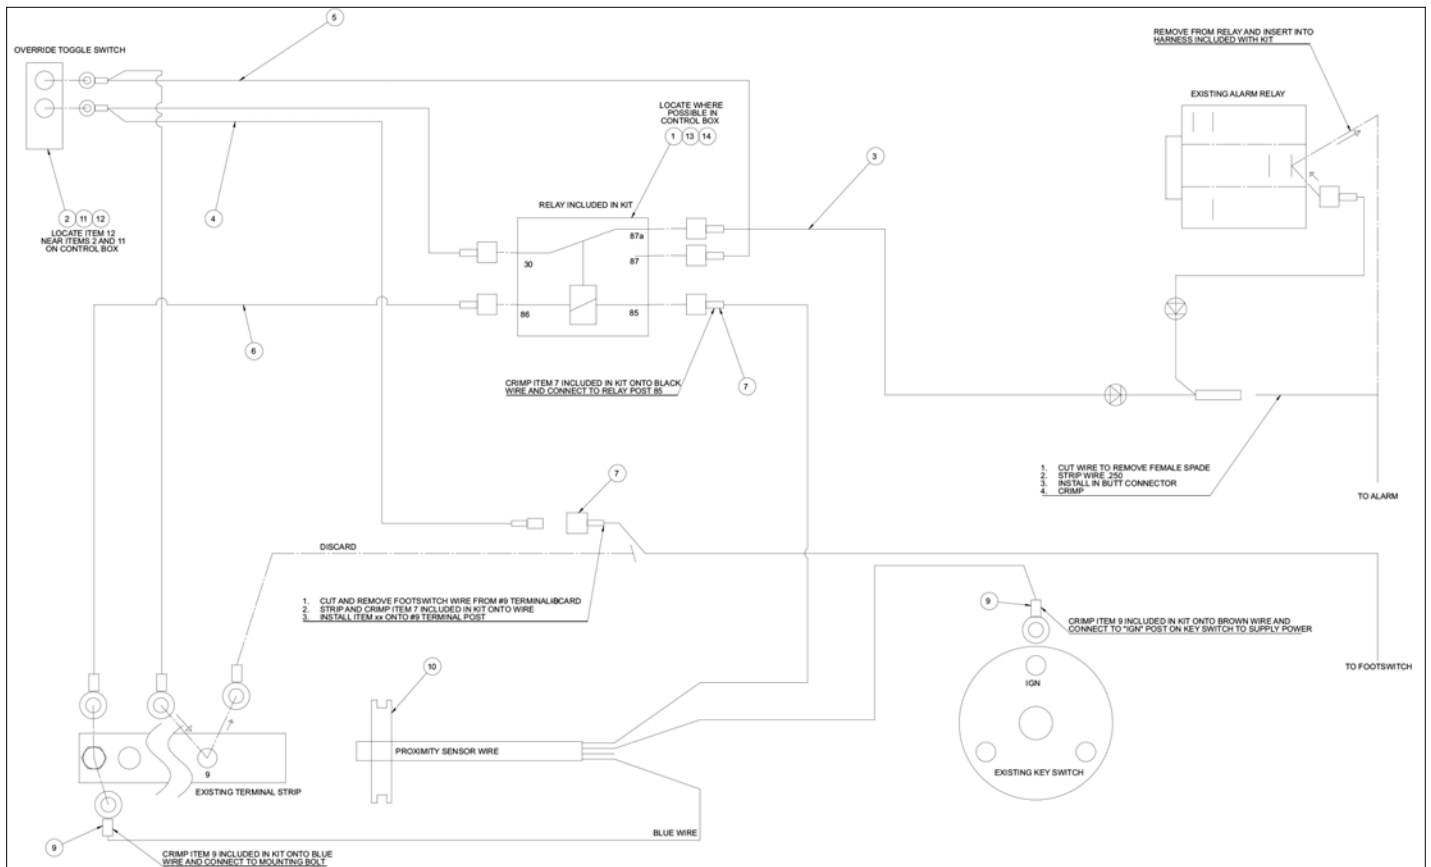 5
OVERRIDE TOGGLE SWITCH
REMOVE FROM RELAY AND INSERT INTO
HARNESS INCLUDED WITH KIT
EXISTING ALARM RELAY
LOCATE WHERE
POSSIBLE IN
CONTROL BOX
1 13 14
3
2 11 12
LOCATE ITEM 12
NEAR ITEMS 2 AND 11
ON CONTROL BOX
4
RELAY INCLUDED IN KIT
87a
30
87
86
85
6
CRIMP ITEM 7 INCLUDED IN KIT ONTO BLACK
WIRE AND CONNECT TO RELAY POST 85
7
1. CUT WIRE TO REMOVE FEMALE SPADE
2. STRIP WIRE .250
3. INSTALL IN BUTT CONNECTOR
4. CRIMP
TO ALARM
7
DISCARD
1. CUT AND REMOVE FOOTSWITCH WIRE FROM #9 TERMINAL BOARD
2. STRIP AND CRIMP ITEM 7 INCLUDED IN KIT ONTO WIRE
3. INSTALL ITEM xx ONTO #9 TERMINAL POST
9
CRIMP ITEM 9 INCLUDED IN KIT ONTO BROWN WIRE AND
CONNECT TO "IGN" POST ON KEY SWITCH TO SUPPLY POWER
TO FOOTSWITCH
10
IGN
PROXIMITY SENSOR WIRE
9
EXISTING KEY SWITCH
EXISTING TERMINAL STRIP
BLUE WIRE
9
CRIMP ITEM 9 INCLUDED IN KIT ONTO BLUE
WIRE AND CONNECT TO MOUNTING BOLT